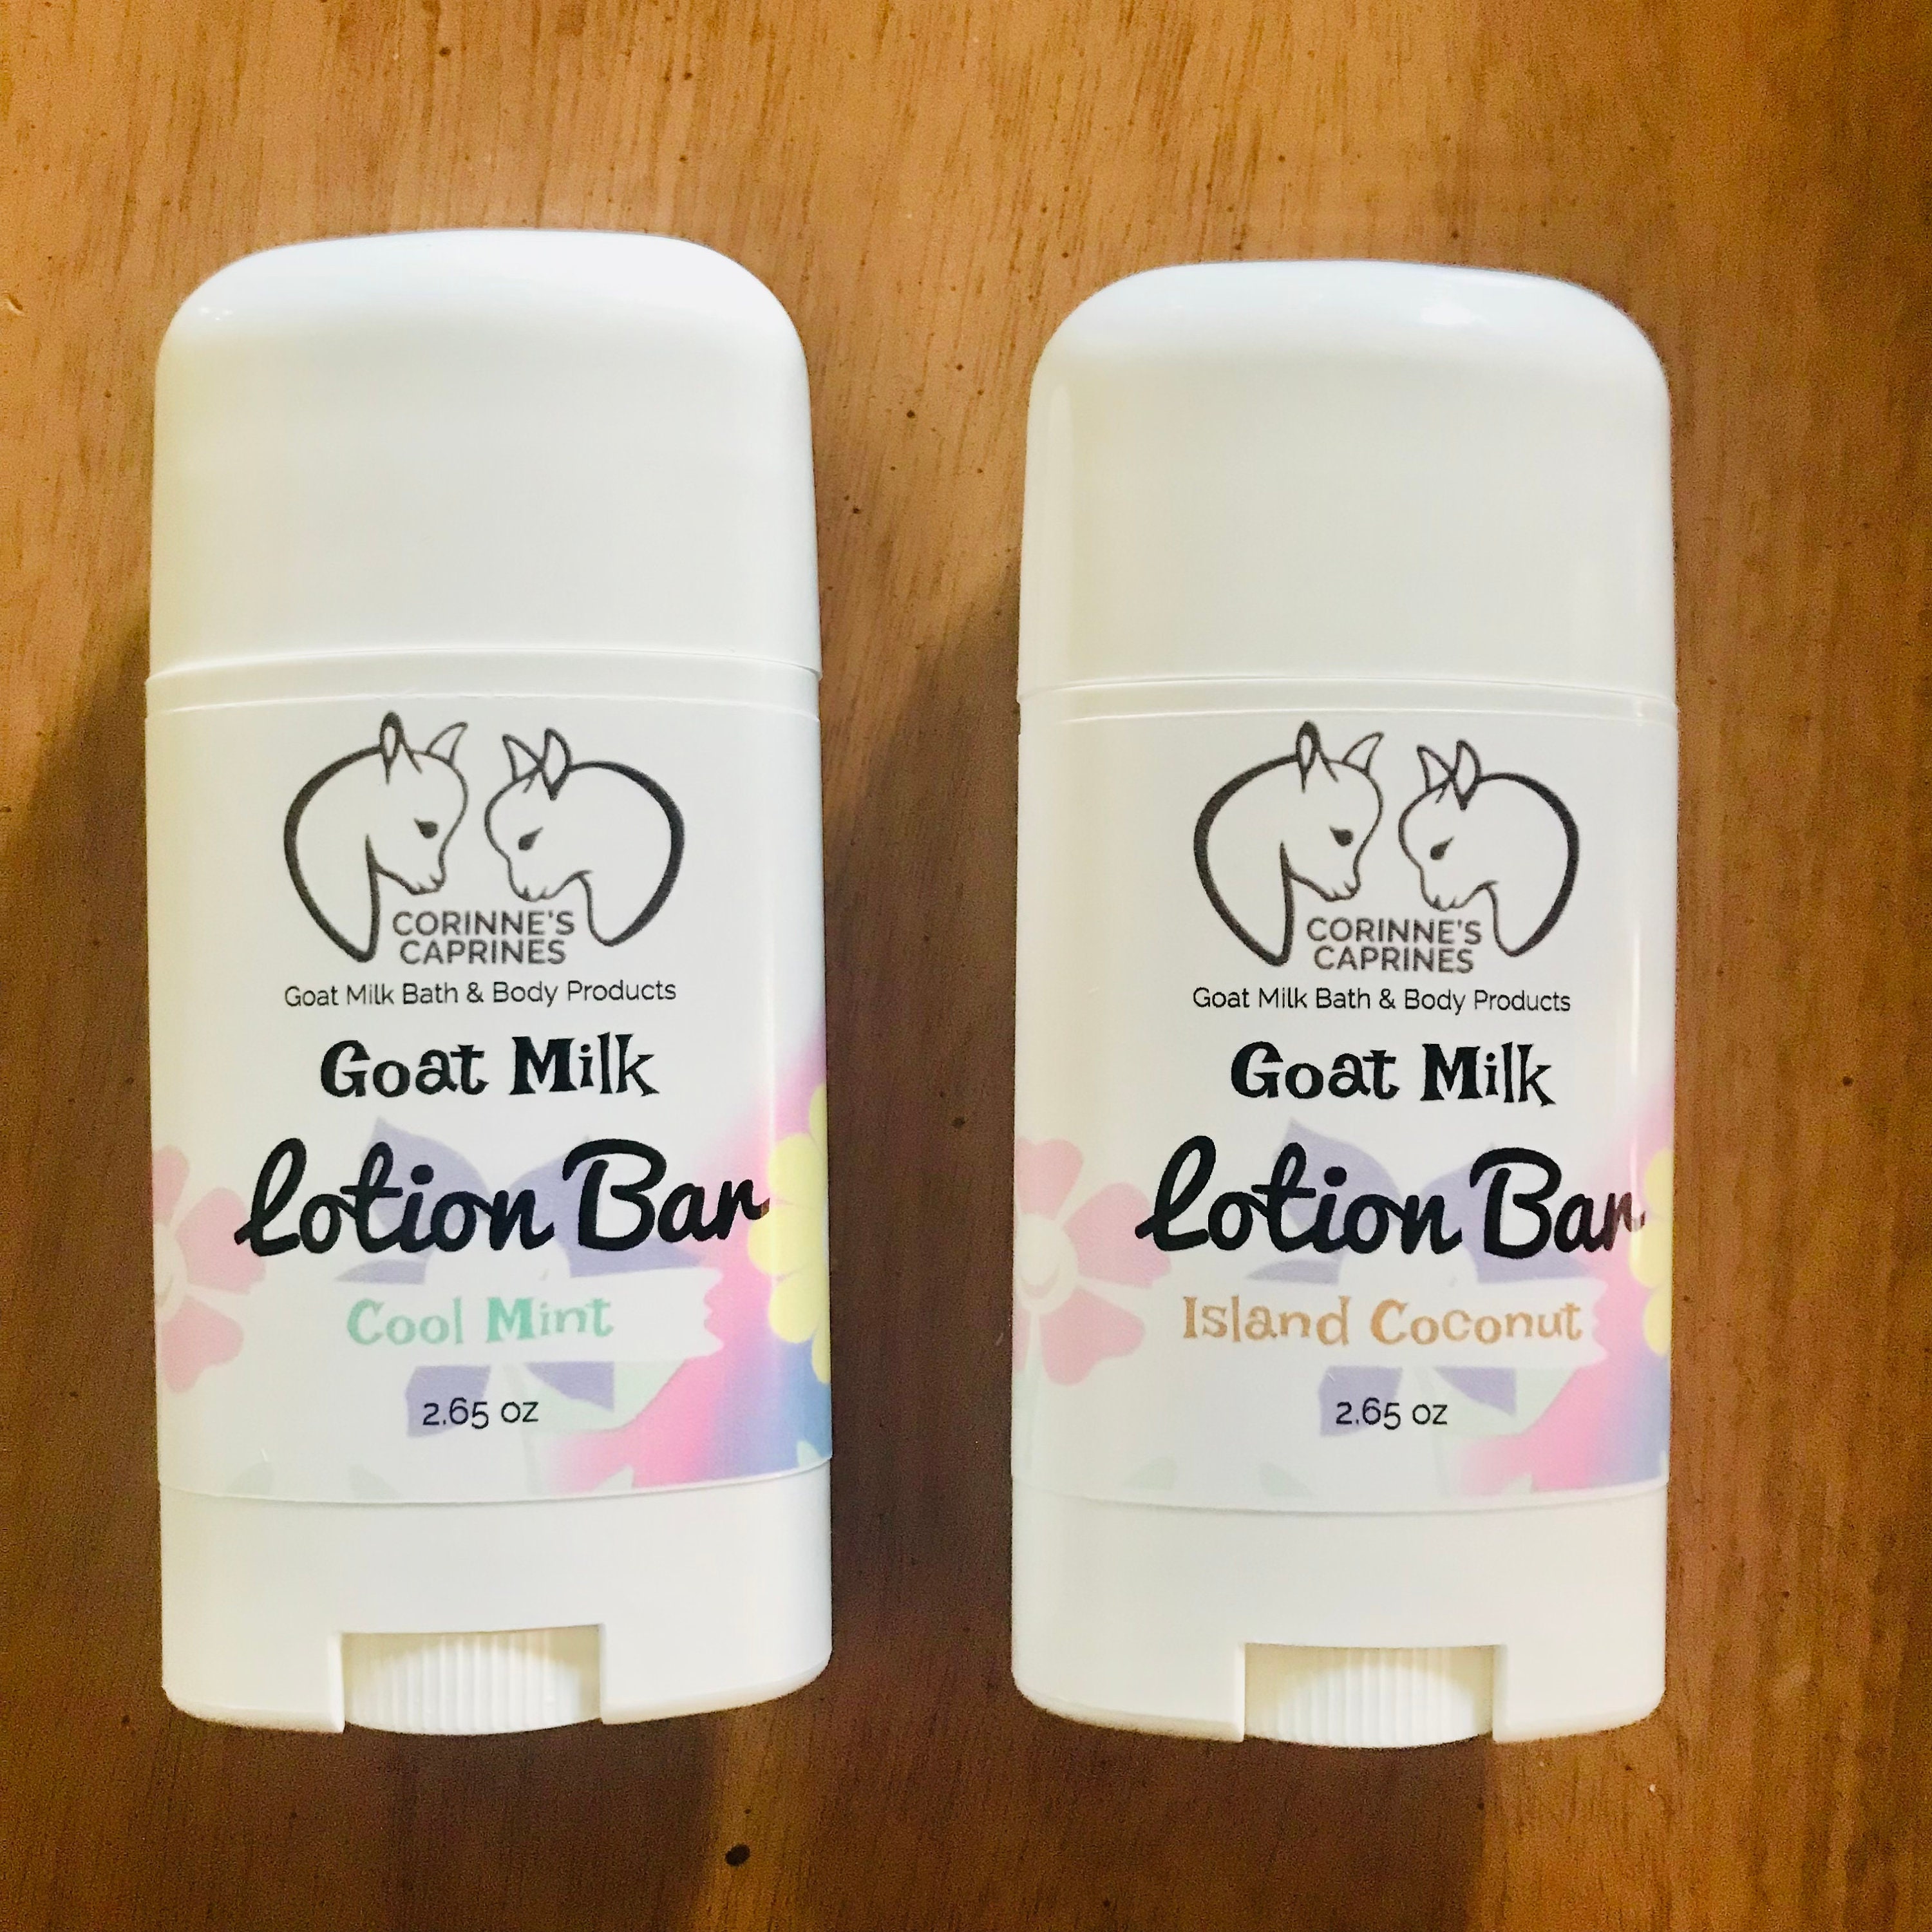 CORINNE'S
CAPRINES
Goat Milk Bath & Body Products
Goat Milk
Lotion Bar
Cool Mint
2.65 oz
CORINNE'S
CAPRINES
Goat Milk Bath & Body Products
Goat Milk
Lotion Bar
Island Coconut
2.65 oz